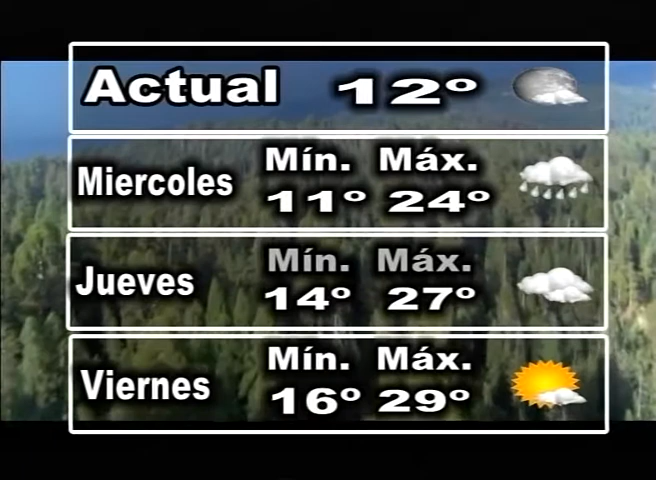 Actual 12º
Mín. Máx.
Miercoles
11º 24º
Mín. Máx.
Jueves
14º 27º
Mín. Máx.
Viernes
16º 29º